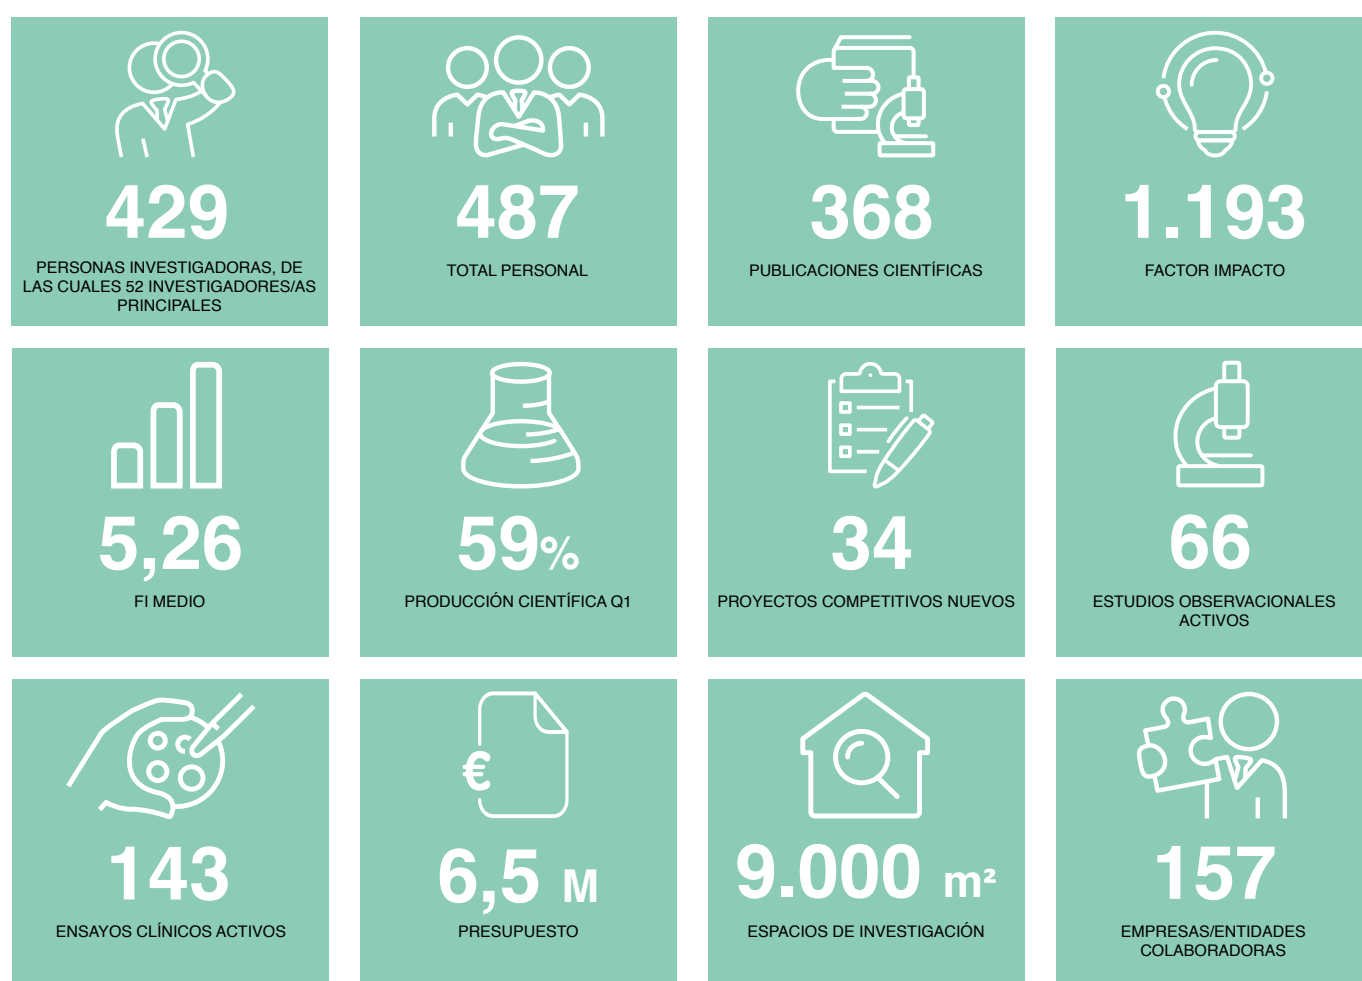 429
PERSONAS INVESTIGADORAS, DE
LAS CUALES 52 INVESTIGADORES/AS
PRINCIPALES
487
TOTAL PERSONAL
368
PUBLICACIONES CIENTÍFICAS
1.193
FACTOR IMPACTO
5,26
FI MEDIO
59%
PRODUCCIÓN CIENTÍFICA Q1
34
PROYECTOS COMPETITIVOS NUEVOS
66
ESTUDIOS OBSERVACIONALES
ACTIVOS
143
ENSAYOS CLÍNICOS ACTIVOS
€
6,5 M
PRESUPUESTO
9.000 m²
ESPACIOS DE INVESTIGACIÓN
157
EMPRESAS/ENTIDADES
COLABORADORAS